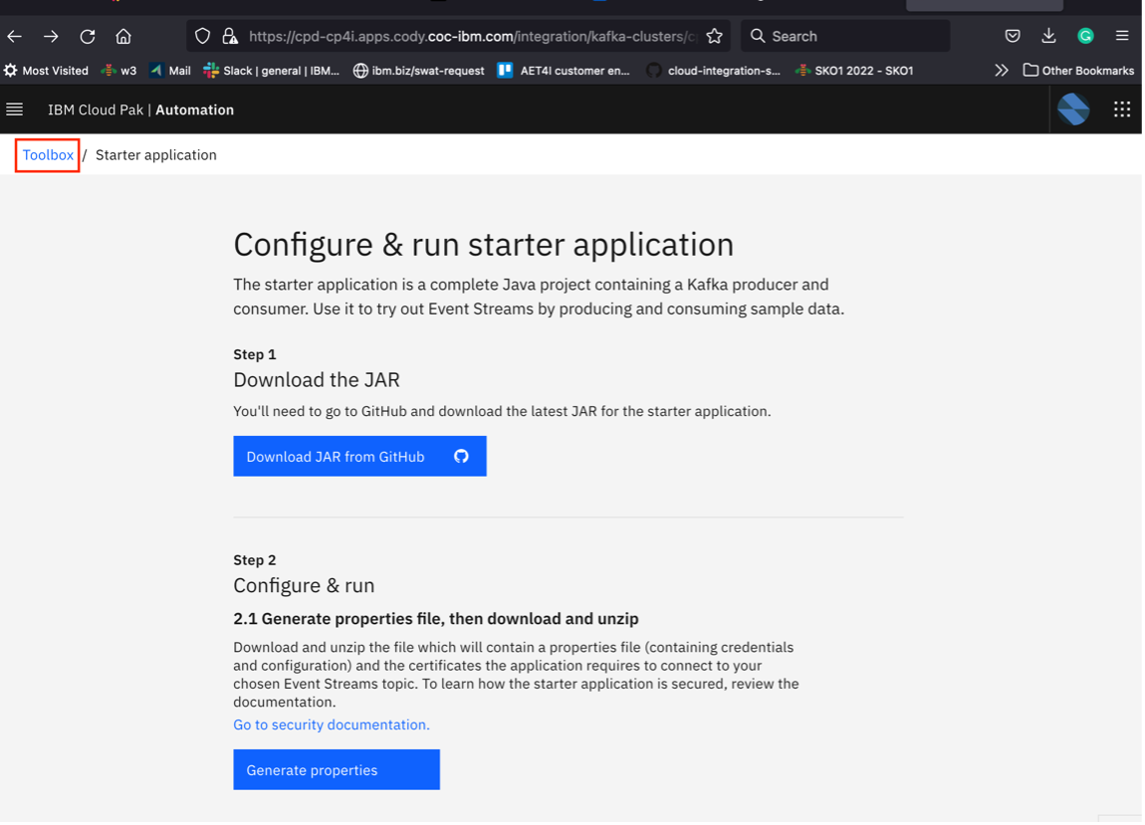 https://cpd-cp4i.apps.cody.coc-ibm.com/integration/kafka-clusters/
Search
Most Visited
w3
Mail
Slack | general | IBM...
ibm.biz/swat-request
AET4I customer en...
cloud-integration-s...
SKO1 2022 - SKO1
Other Bookmarks
IBM Cloud Pak | Automation
Toolbox / Starter application
Configure & run starter application
The starter application is a complete Java project containing a Kafka producer and
consumer. Use it to try out Event Streams by producing and consuming sample data.
Step 1
Download the JAR
You'll need to go to GitHub and download the latest JAR for the starter application.
Download JAR from GitHub
Step 2
Configure & run
2.1 Generate properties file, then download and unzip
Download and unzip the file which will contain a properties file (containing credentials
and configuration) and the certificates the application requires to connect to your
chosen Event Streams topic. To learn how the starter application is secured, review the
documentation.
Go to security documentation.
Generate properties